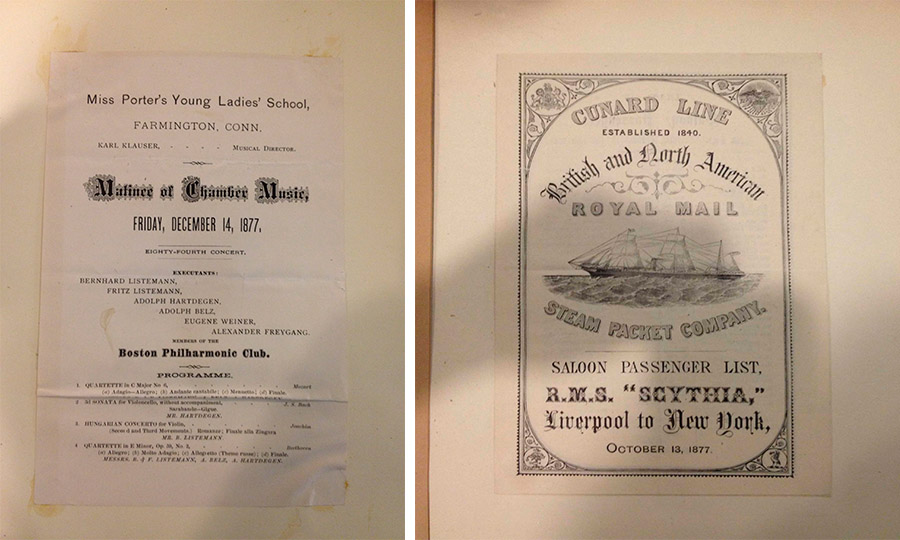 Miss Porter's Young Ladies' School,
FARMINGTON, CONN.
KARL KLAUSER, - - - - MUSICAL DIRECTOR.
Matinee of Chamber Music,
FRIDAY, DECEMBER 14, 1877,
EIGHTY-FOURTH CONCERT.
EXECUTANTS:
BERNHARD LISTEMANN,
FRITZ LISTEMANN,
ADOLPH HARTDEGEN,
ADOLPH BELZ,
EUGENE WEINER,
ALEXANDER FREYGANG.
MEMBERS OF THE
Boston Philharmonic Club.
PROGRAMME.
1. QUARTETTE in C Major No. 6, Mozart
(a) Adagio—Allegro; (b) Andante cantabile; (c) Menuetto; (d) Finale.
2 SONATA for Violoncello, without accompaniment, J. S. Bach
Sarabande—Gigue.
MR. HARTDEGEN.
3. HUNGARIAN CONCERTO for Violin, Joachim
(Second and Third Movements.) Romanze; Finale alla Zingara
MR. B. LISTEMANN.
4 QUARTETTE in E Minor, Op 59, No. 2, Beethoven
(a) Allegro; (b) Molto Adagio; (c) Allegretto (Theme russe); (d) Finale.
MESSRS. B. & F. LISTEMANN, A. BELZ, A. HARTDEGEN.
CUNARD LINE
ESTABLISHED 1840.
British and North American
ROYAL MAIL
STEAM PACKET COMPANY.
SALOON PASSENGER LIST,
R.M.S. "SCYTHIA,"
Liverpool to New York,
OCTOBER 13, 1877.